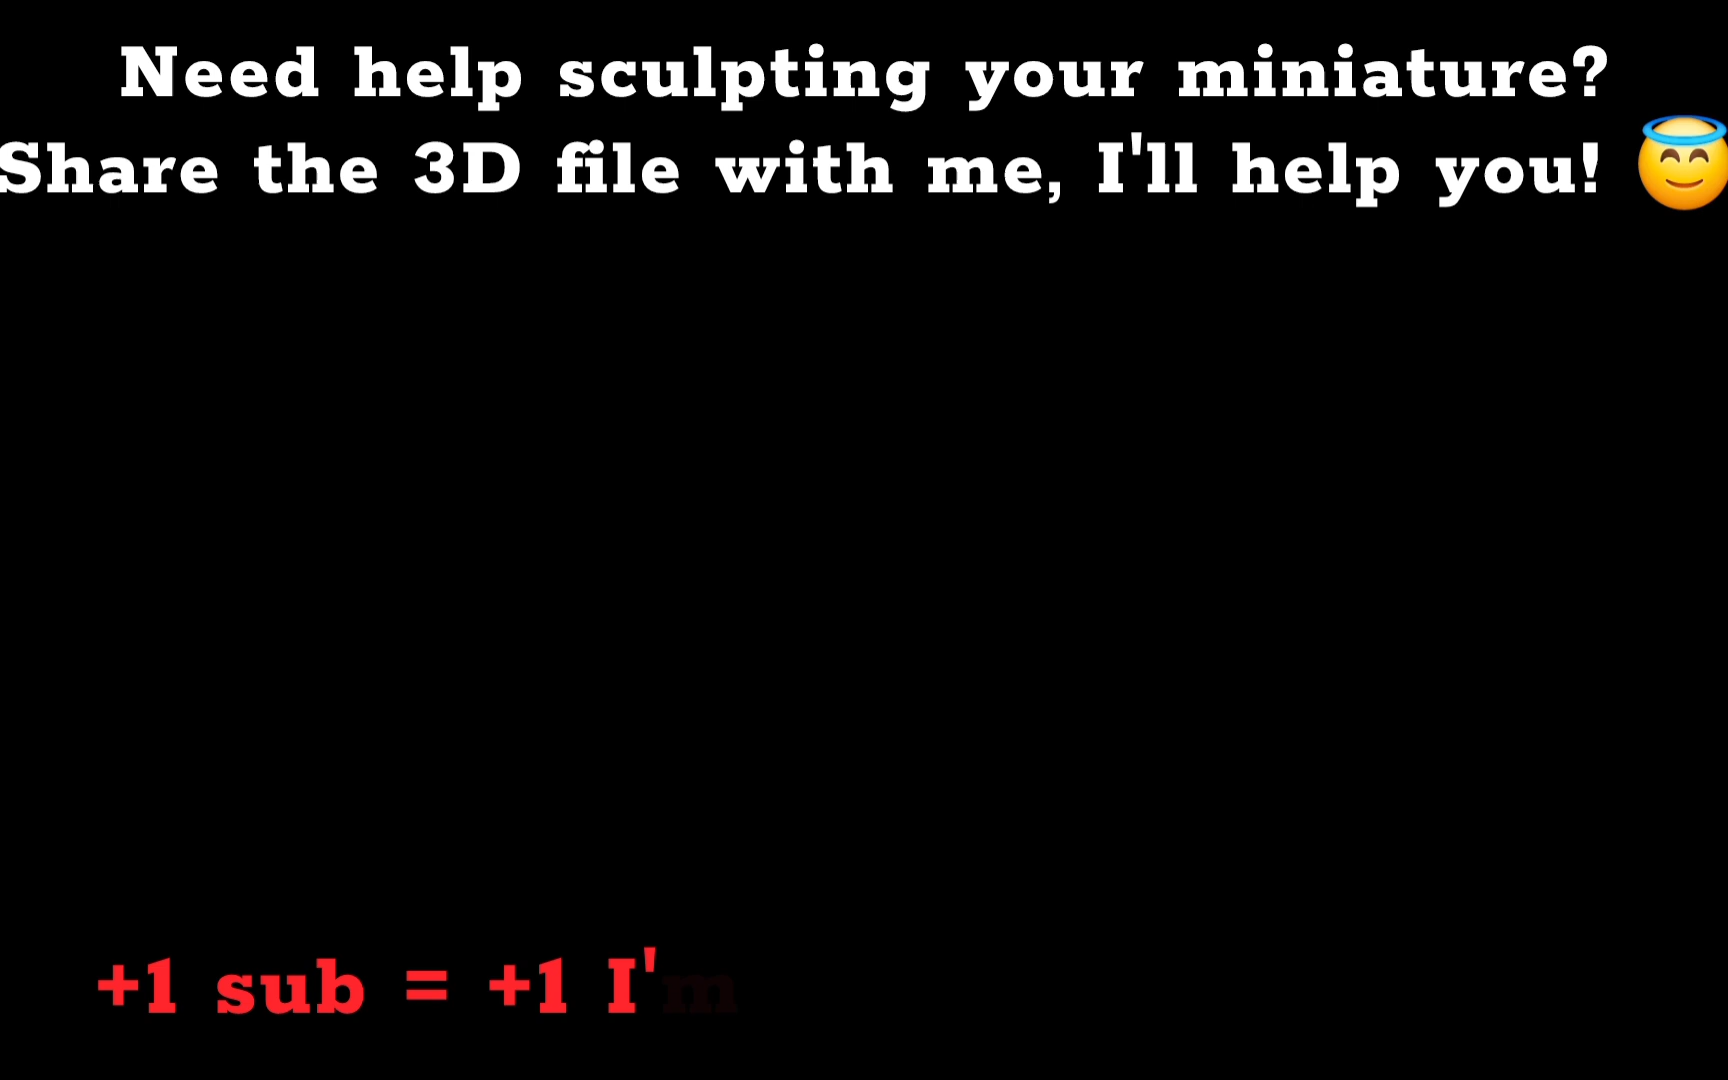 Need help sculpting your miniature?
Share the 3D file with me, I'll help you! 😇
+1 sub = +1 I'm